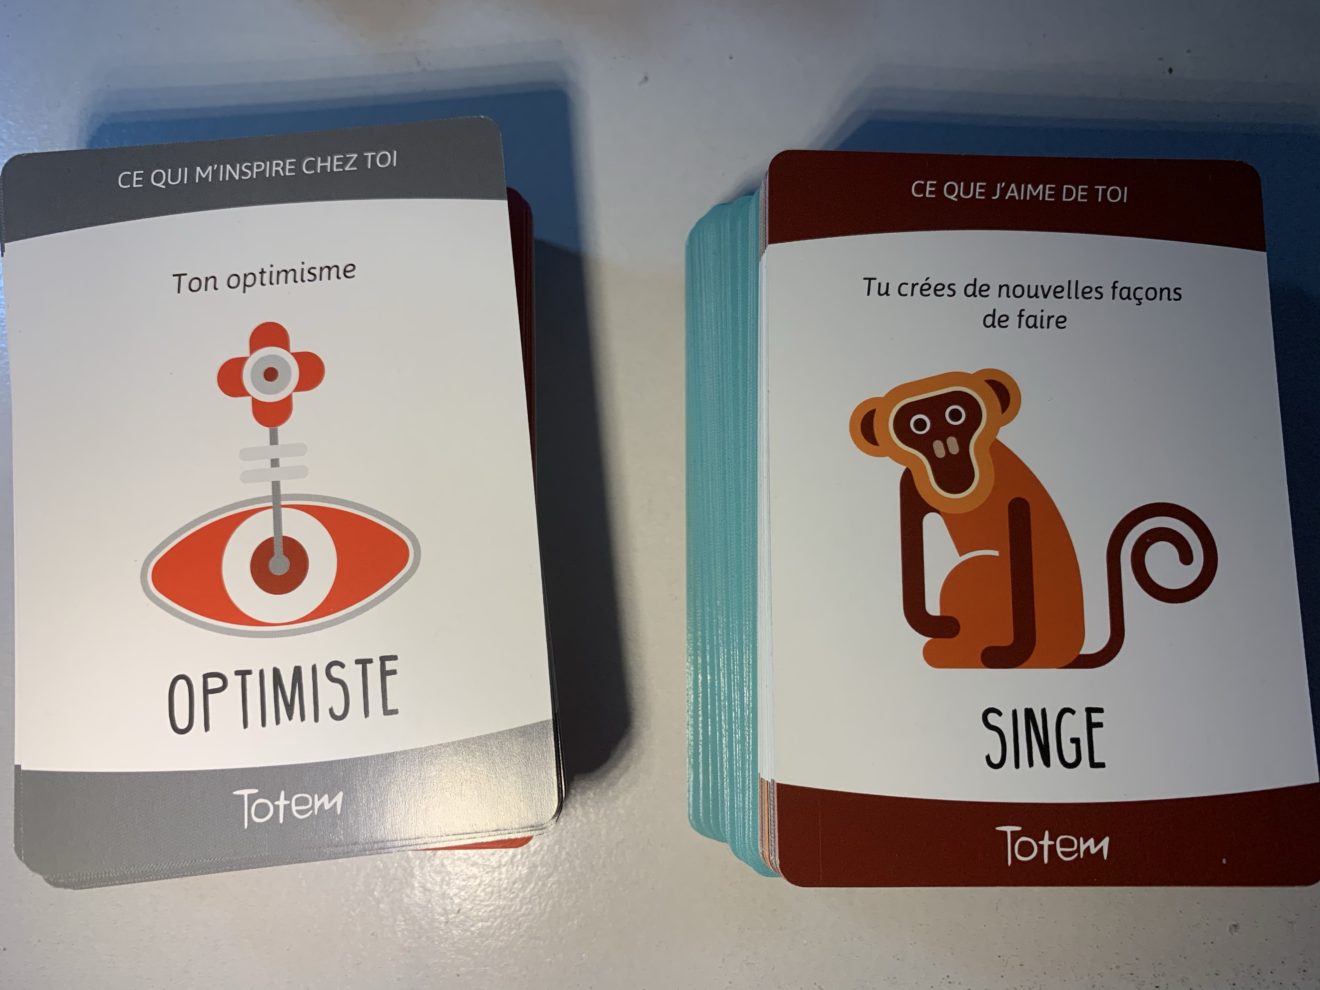 CE QUI M'INSPIRE CHEZ TOI
Ton optimisme
OPTIMISTE
Totem
CE QUE J'AIME DE TOI
Tu crées de nouvelles façons
de faire
SINGE
Totem